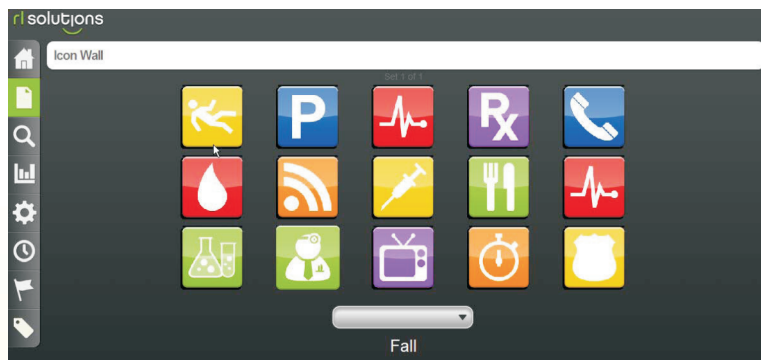 rl solutions
Icon Wall
Set 1 of 1
P
Rx
Fall